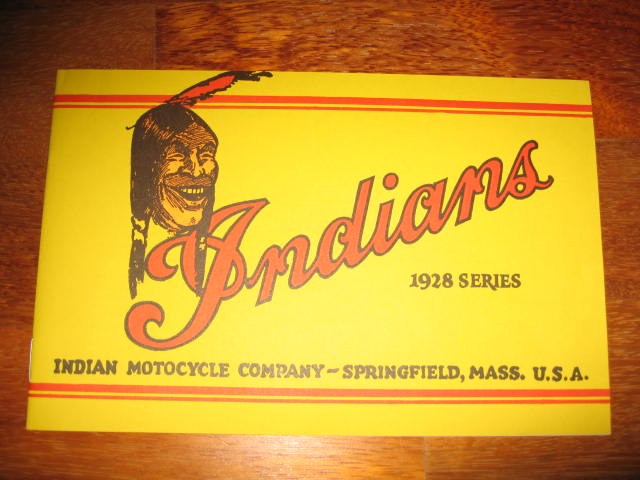 Indians
1928 SERIES
INDIAN MOTOCYCLE COMPANY~SPRINGFIELD, MASS. U.S.A.